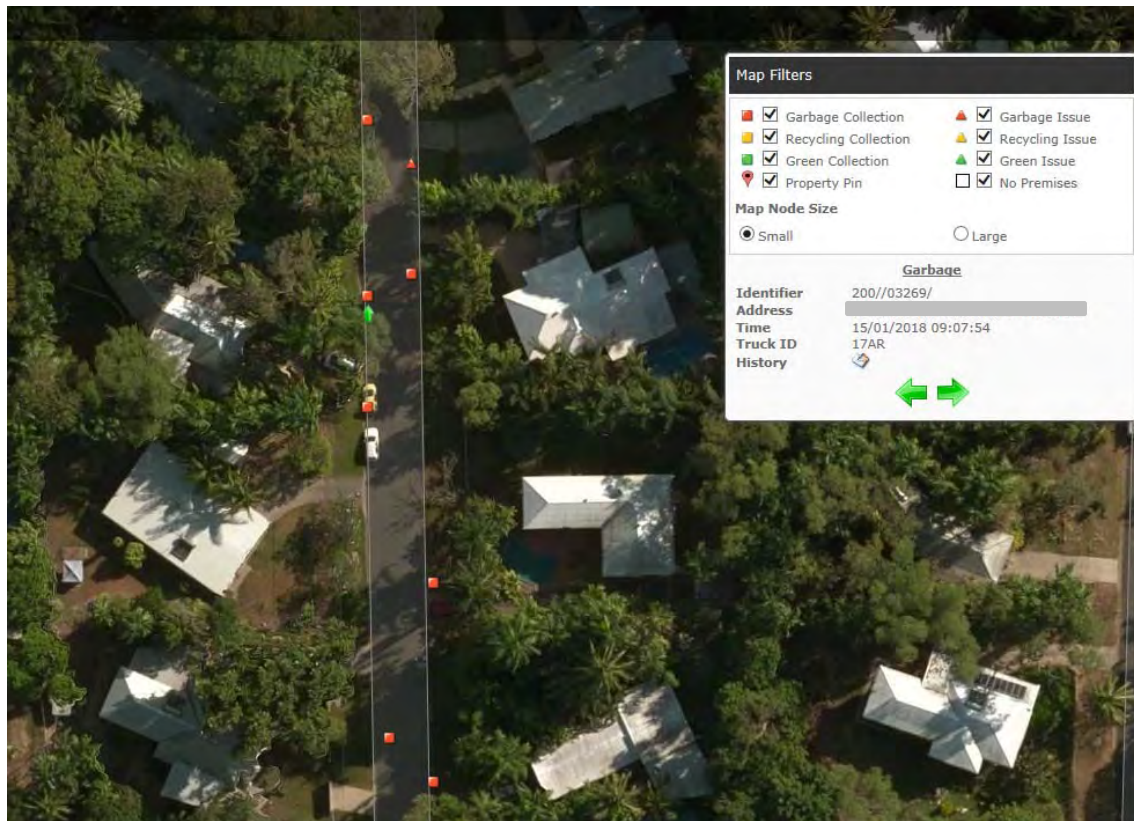 Map Filters
Garbage Collection
Garbage Issue
Recycling Collection
Recycling Issue
Green Collection
Green Issue
Property Pin
No Premises
Map Node Size
Small
Large
Garbage
Identifier 200//03269/
Address
Time 15/01/2018 09:07:54
Truck ID 17AR
History